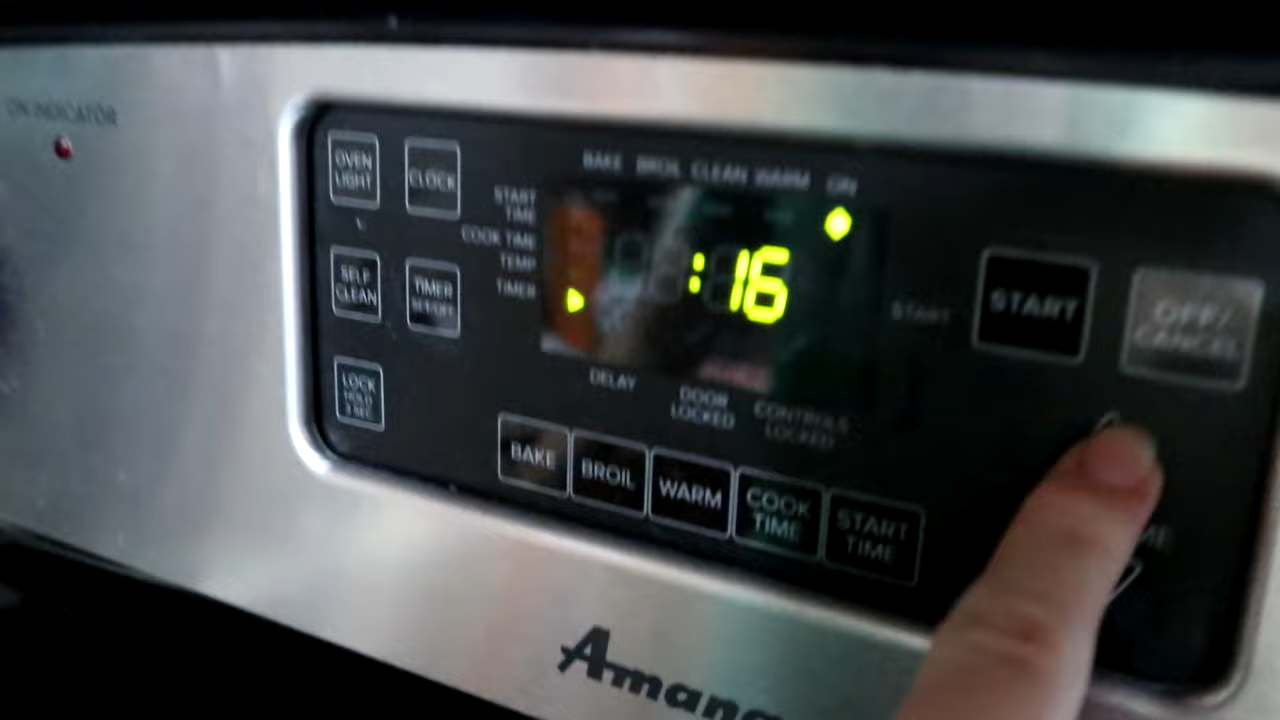 ON INDICATOR
OVEN
LIGHT
CLOCK
SELF
CLEAN
TIMER
LOCK
HOLD
3 SEC
BAKE BROIL CLEAN WARM ON
START
TIME
COOK TIME
TEMP
TIMER
:16
START
DELAY
DOOR
LOCKED
CONTROLS
LOCKED
START
OFF/
CANCEL
BAKE
BROIL
WARM
COOK
TIME
START
TIME
Amana